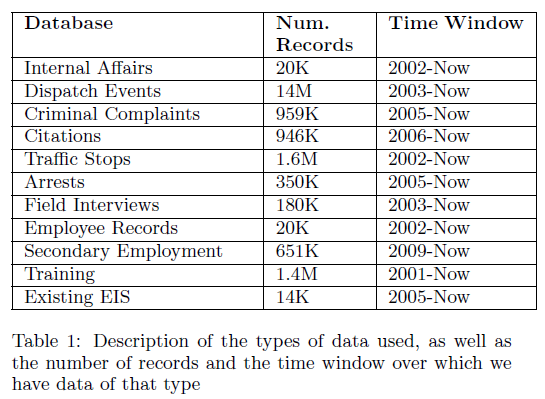 Database Num. Records Time Window
Internal Affairs 20K 2002-Now
Dispatch Events 14M 2003-Now
Criminal Complaints 959K 2005-Now
Citations 946K 2006-Now
Traffic Stops 1.6M 2002-Now
Arrests 350K 2005-Now
Field Interviews 180K 2003-Now
Employee Records 20K 2002-Now
Secondary Employment 651K 2009-Now
Training 1.4M 2001-Now
Existing EIS 14K 2005-Now
Table 1: Description of the types of data used, as well as
the number of records and the time window over which we
have data of that type